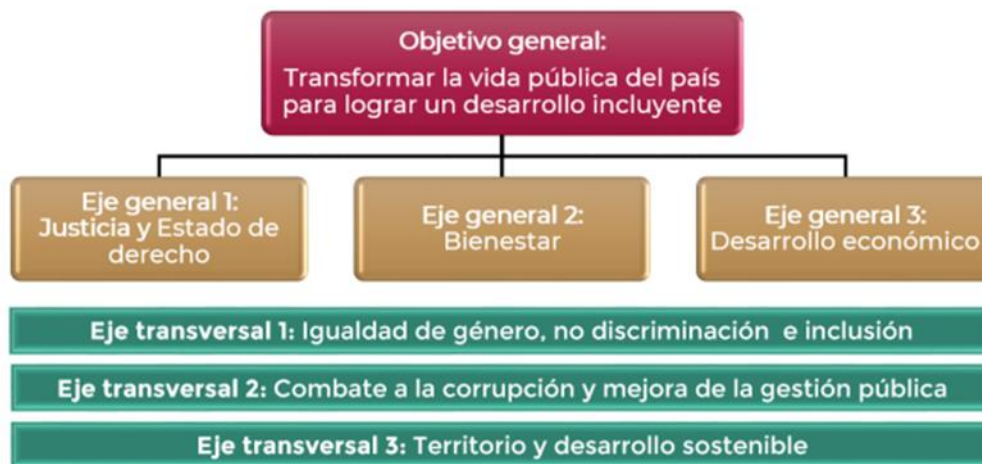 Objetivo general:
Transformar la vida pública del país
para lograr un desarrollo incluyente
Eje general 1:
Justicia y Estado de
derecho
Eje general 2:
Bienestar
Eje general 3:
Desarrollo económico
Eje transversal 1: Igualdad de género, no discriminación e inclusión
Eje transversal 2: Combate a la corrupción y mejora de la gestión pública
Eje transversal 3: Territorio y desarrollo sostenible